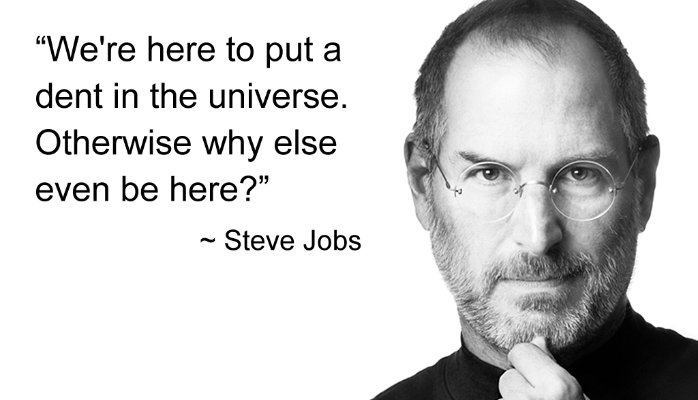 “We're here to put a
dent in the universe.
Otherwise why else
even be here?”
~ Steve Jobs